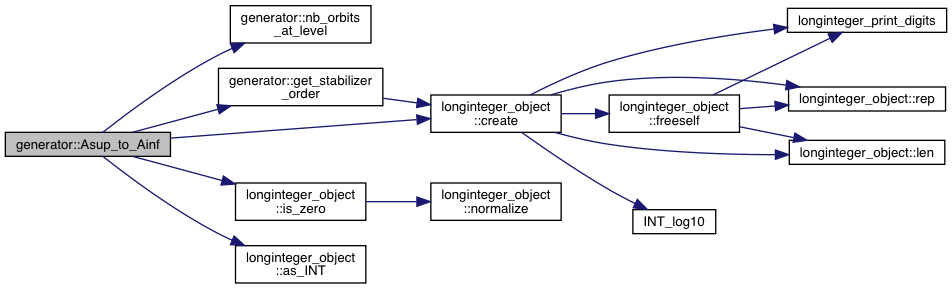 generator::Asup_to_Ainf
generator::nb_orbits
_at_level
generator::get_stabilizer
_order
longinteger_object
::is_zero
longinteger_object
::as_INT
longinteger_object
::create
longinteger_object
::normalize
longinteger_object
::freeself
INT_log10
longinteger_print_digits
longinteger_object::rep
longinteger_object::len